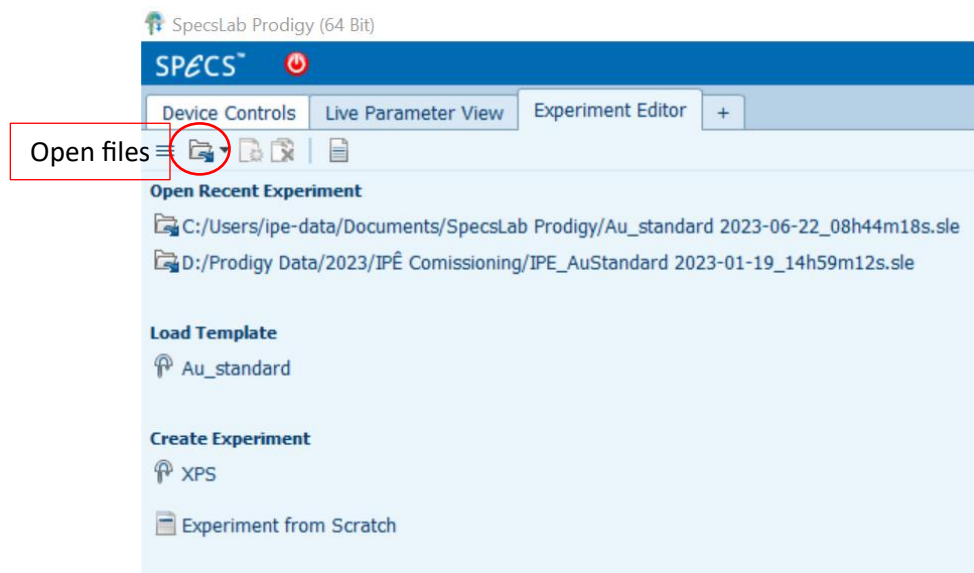 SpecsLab Prodigy (64 Bit)
SPECS™
Device Controls Live Parameter View Experiment Editor +
Open files
Open Recent Experiment
C:/Users/ipe-data/Documents/SpecsLab Prodigy/Au_standard 2023-06-22_08h44m18s.sle
D:/Prodigy Data/2023/IPÊ Comissioning/IPE_AuStandard 2023-01-19_14h59m12s.sle
Load Template
Au_standard
Create Experiment
XPS
Experiment from Scratch